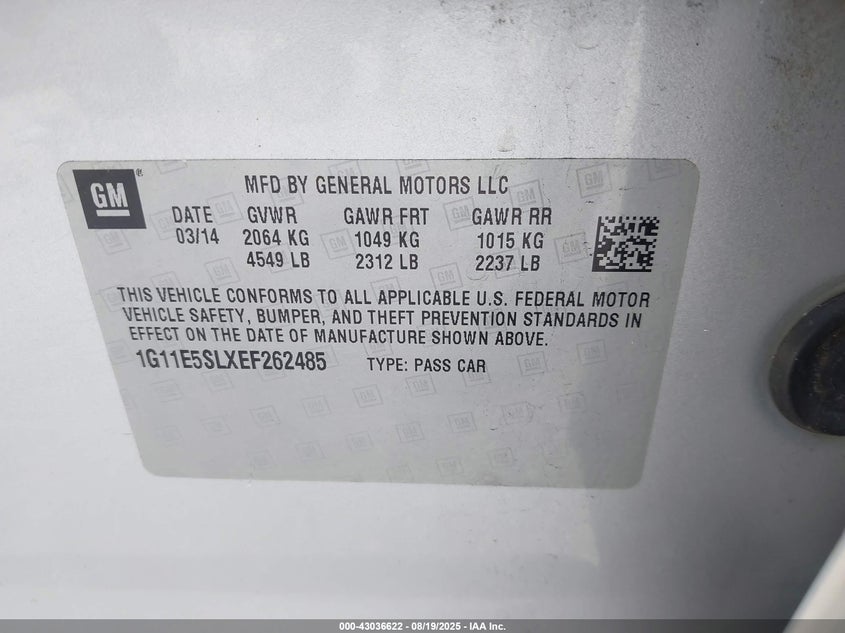 GM ®
MFD BY GENERAL MOTORS LLC
DATE GVWR GAWR FRT GAWR RR
03/14 2064 KG 1049 KG 1015 KG
4549 LB 2312 LB 2237 LB
THIS VEHICLE CONFORMS TO ALL APPLICABLE U.S. FEDERAL MOTOR
VEHICLE SAFETY, BUMPER, AND THEFT PREVENTION STANDARDS IN
EFFECT ON THE DATE OF MANUFACTURE SHOWN ABOVE.
1G11E5SLXEF262485 TYPE: PASS CAR
000-43036622 - 08/19/2025 - IAA Inc.